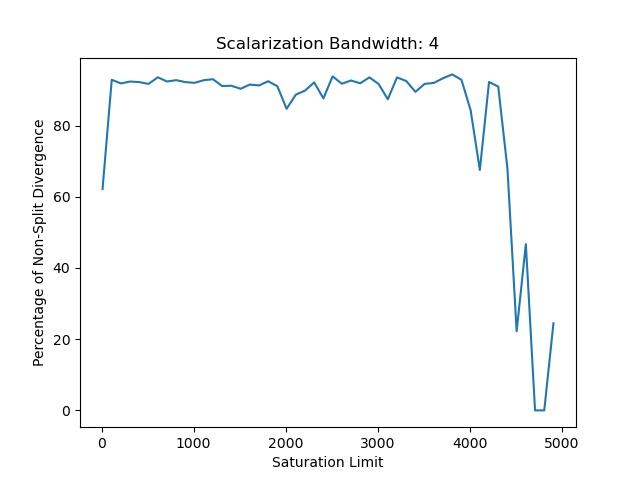 Scalarization Bandwidth: 4
Percentage of Non-Split Divergence
80
60
40
20
0
0 1000 2000 3000 4000 5000
Saturation Limit